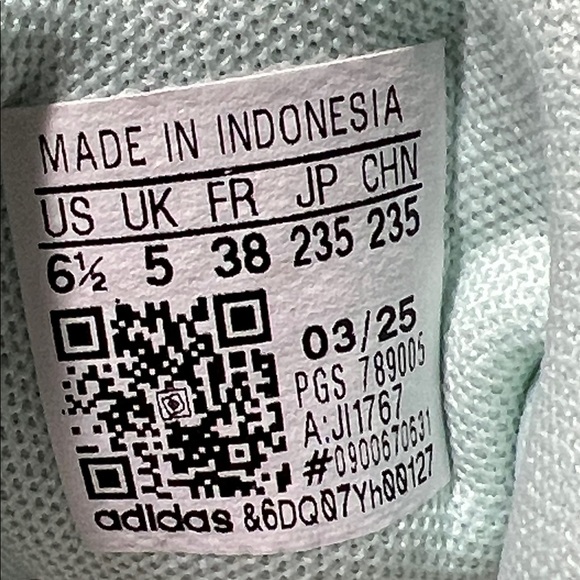 MADE IN INDONESIA
US UK FR JP CHN
6½ 5 38 235 235
03/25
PGS 789005
A:JI1767
#0900670631
adidas &6DQ07Yh00127